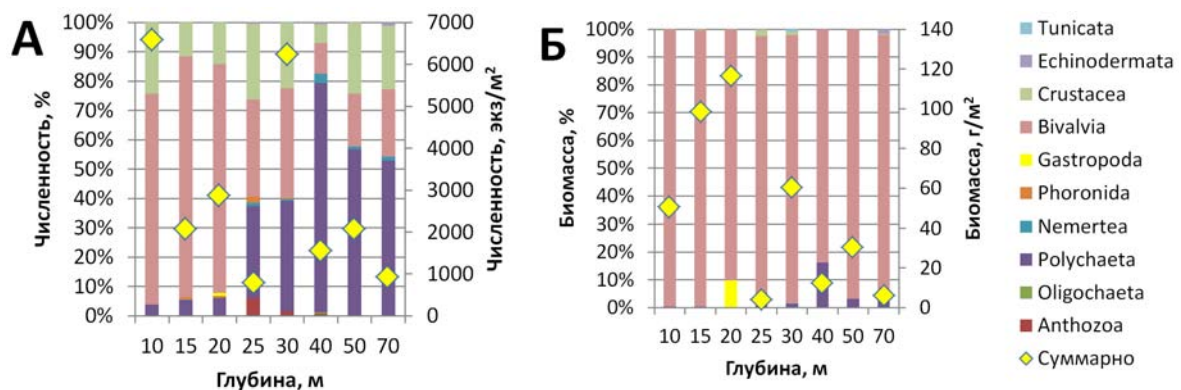 А
Численность, %
100%
90%
80%
70%
60%
50%
40%
30%
20%
10%
0%
7000
6000
5000
4000
3000
2000
1000
0
Численность, экз/м²
10 15 20 25 30 40 50 70
Глубина, м
Б
Биомасса, %
100%
90%
80%
70%
60%
50%
40%
30%
20%
10%
0%
140
120
100
80
60
40
20
0
Биомасса, г/м²
10 15 20 25 30 40 50 70
Глубина, м
Tunicata
Echinodermata
Crustacea
Bivalvia
Gastropoda
Phoronida
Nemertea
Polychaeta
Oligochaeta
Anthozoa
Суммарно